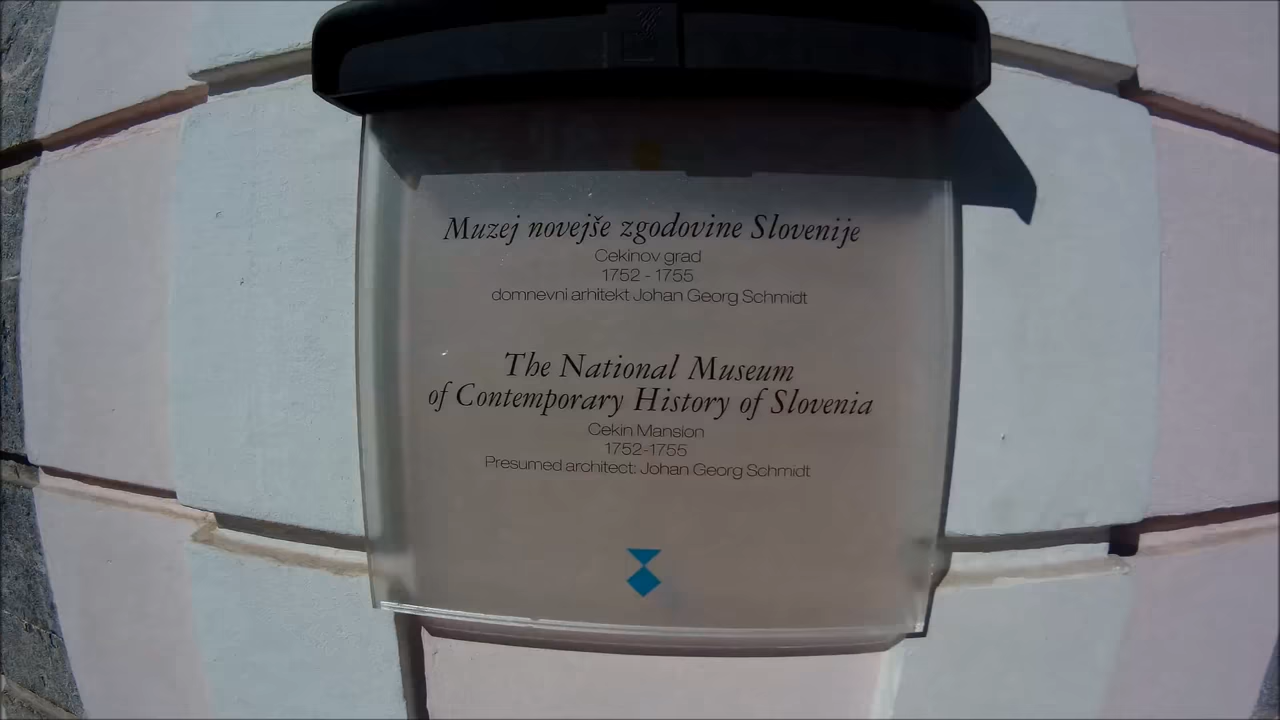 Muzej novejše zgodovine Slovenije
Cekinov grad
1752 - 1755
domnevni arhitekt Johan Georg Schmidt
The National Museum
of Contemporary History of Slovenia
Cekin Mansion
1752-1755
Presumed architect: Johan Georg Schmidt